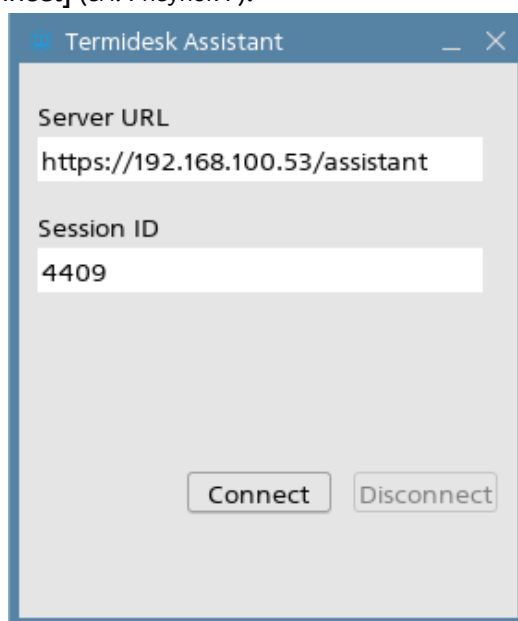 Termidesk Assistant
Server URL
https://192.168.100.53/assistant
Session ID
4409
Connect Disconnect